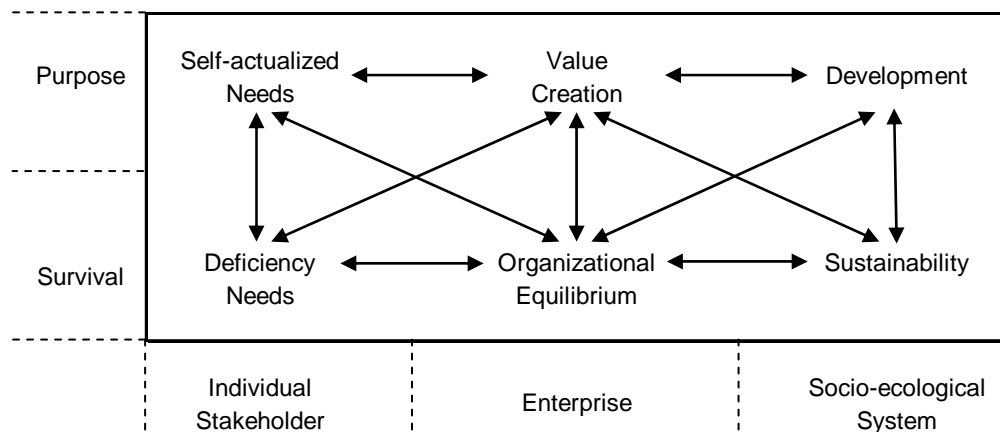 Purpose
Self-actualized
Needs
Value
Creation
Development
Survival
Deficiency
Needs
Organizational
Equilibrium
Sustainability
Individual
Stakeholder
Enterprise
Socio-ecological
System